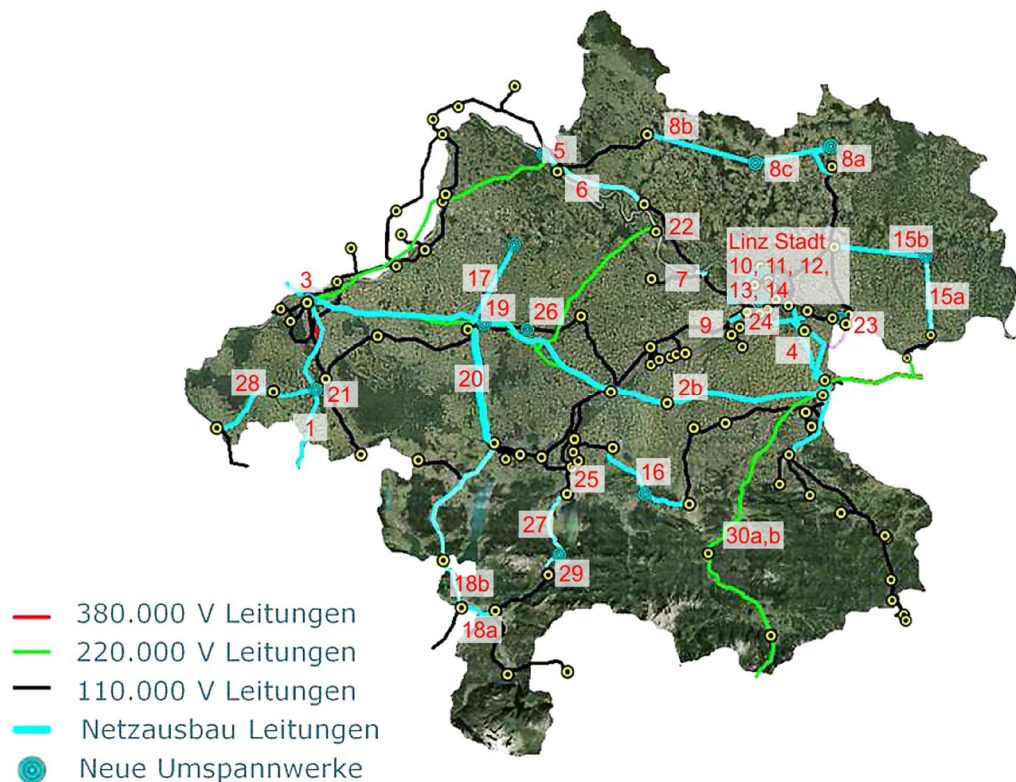 8b
5
8c
8a
6
22
Linz Stadt
10, 11, 12,
13, 14
15b
17
7
3
15a
19
26
9
24
23
4
20
28
21
2b
1
25
16
27
30a,b
29
18b
18a
380.000 V Leitungen
220.000 V Leitungen
110.000 V Leitungen
Netzausbau Leitungen
Neue Umspannwerke